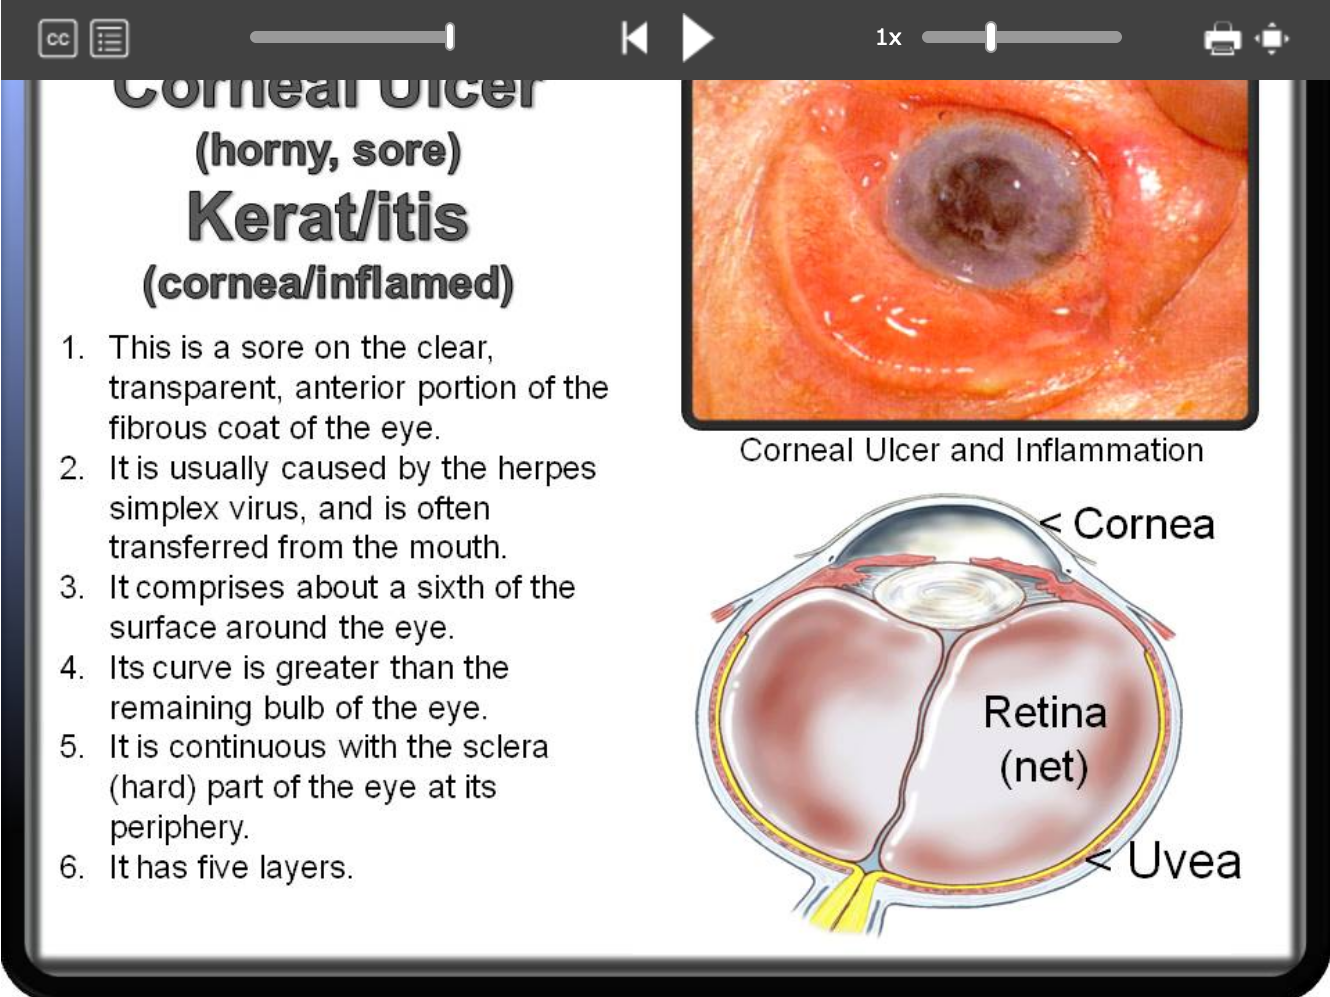 cc
1x
Corneal Ulcer
(horny, sore)
Kerat/itis
(cornea/inflamed)
1. This is a sore on the clear,
transparent, anterior portion of the
fibrous coat of the eye.
2. It is usually caused by the herpes
simplex virus, and is often
transferred from the mouth.
3. It comprises about a sixth of the
surface around the eye.
4. Its curve is greater than the
remaining bulb of the eye.
5. It is continuous with the sclera
(hard) part of the eye at its
periphery.
6. It has five layers.
Corneal Ulcer and Inflammation
< Cornea
Retina
(net)
< Uvea